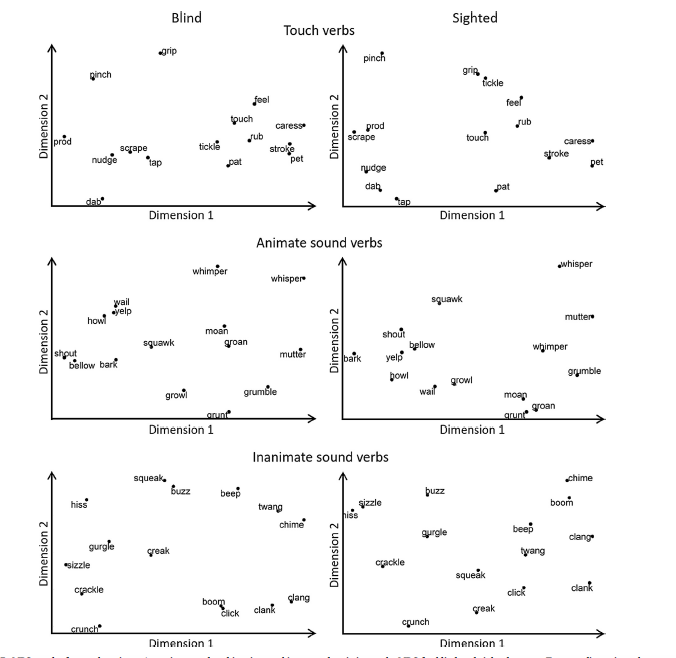 Blind Sighted
Touch verbs
Dimension 2
grip
pinch
feel
touch
caress
prod
rub
scrape
tickle
stroke
nudge
tap
pat
pet
dab
Dimension 1
Dimension 2
pinch
grip
tickle
feel
rub
prod
scrape
touch
caress
stroke
pet
nudge
dab
pat
tap
Dimension 1
Animate sound verbs
Dimension 2
whimper
whisper
wail
yelp
howl
moan
squawk
groan
shout
mutter
bellow
bark
growl
grumble
grunt
Dimension 1
Dimension 2
whisper
squawk
mutter
shout
bellow
whimper
bark
yelp
howl
growl
grumble
wail
moan
groan
grunt
Dimension 1
Inanimate sound verbs
Dimension 2
squeak
buzz
beep
hiss
twang
chime
gurgle
creak
sizzle
crackle
boom
clang
click
clank
crunch
Dimension 1
Dimension 2
chime
buzz
boom
sizzle
hiss
beep
gurgle
clang
twang
crackle
squeak
click
clank
creak
crunch
Dimension 1